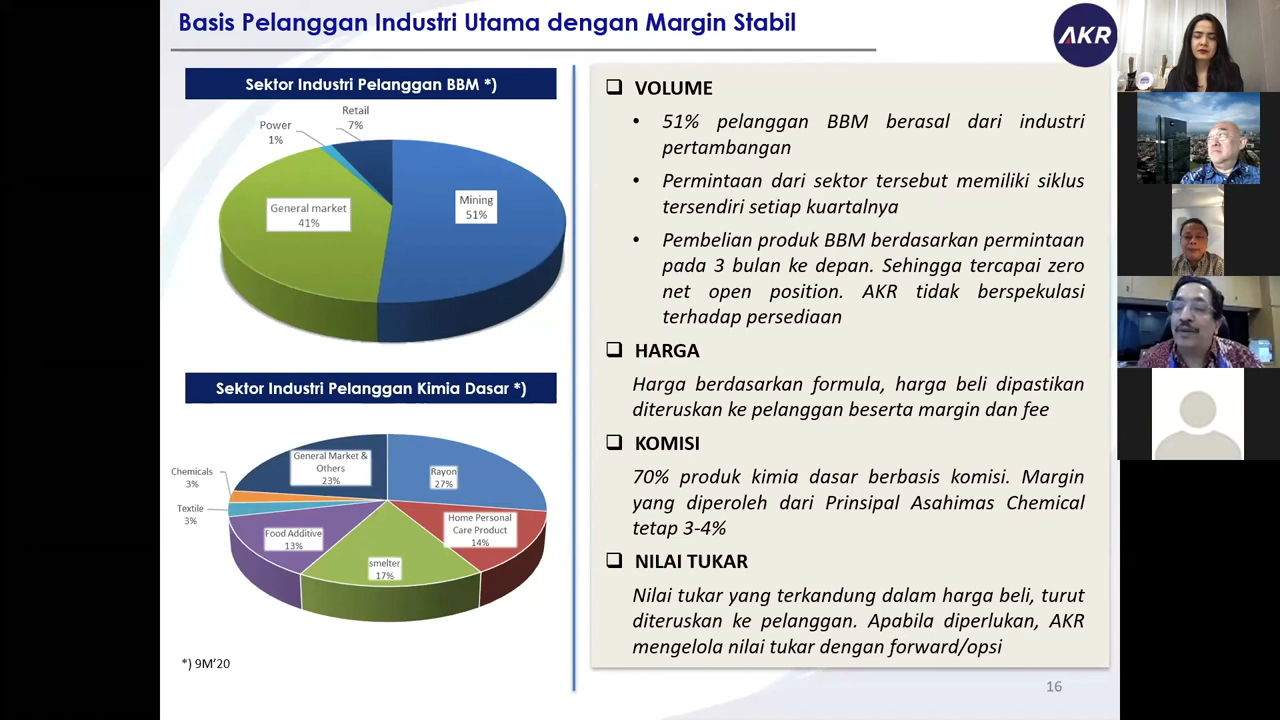 Basis Pelanggan Industri Utama dengan Margin Stabil
AKR
Sektor Industri Pelanggan BBM *)
Retail
7%
Power
1%
General market
41%
Mining
51%
Sektor Industri Pelanggan Kimia Dasar *)
General Market &
Others
23%
Rayon
27%
Chemicals
3%
Textile
3%
Food Additive
13%
smelter
17%
Home Personal
Care Product
14%
*) 9M'20
VOLUME
• 51% pelanggan BBM berasal dari industri
pertambangan
• Permintaan dari sektor tersebut memiliki siklus
tersendiri setiap kuartalnya
• Pembelian produk BBM berdasarkan permintaan
pada 3 bulan ke depan. Sehingga tercapai zero
net open position. AKR tidak berspekulasi
terhadap persediaan
HARGA
Harga berdasarkan formula, harga beli dipastikan
diteruskan ke pelanggan beserta margin dan fee
KOMISI
70% produk kimia dasar berbasis komisi. Margin
yang diperoleh dari Prinsipal Asahimas Chemical
tetap 3-4%
NILAI TUKAR
Nilai tukar yang terkandung dalam harga beli, turut
diteruskan ke pelanggan. Apabila diperlukan, AKR
mengelola nilai tukar dengan forward/opsi
16